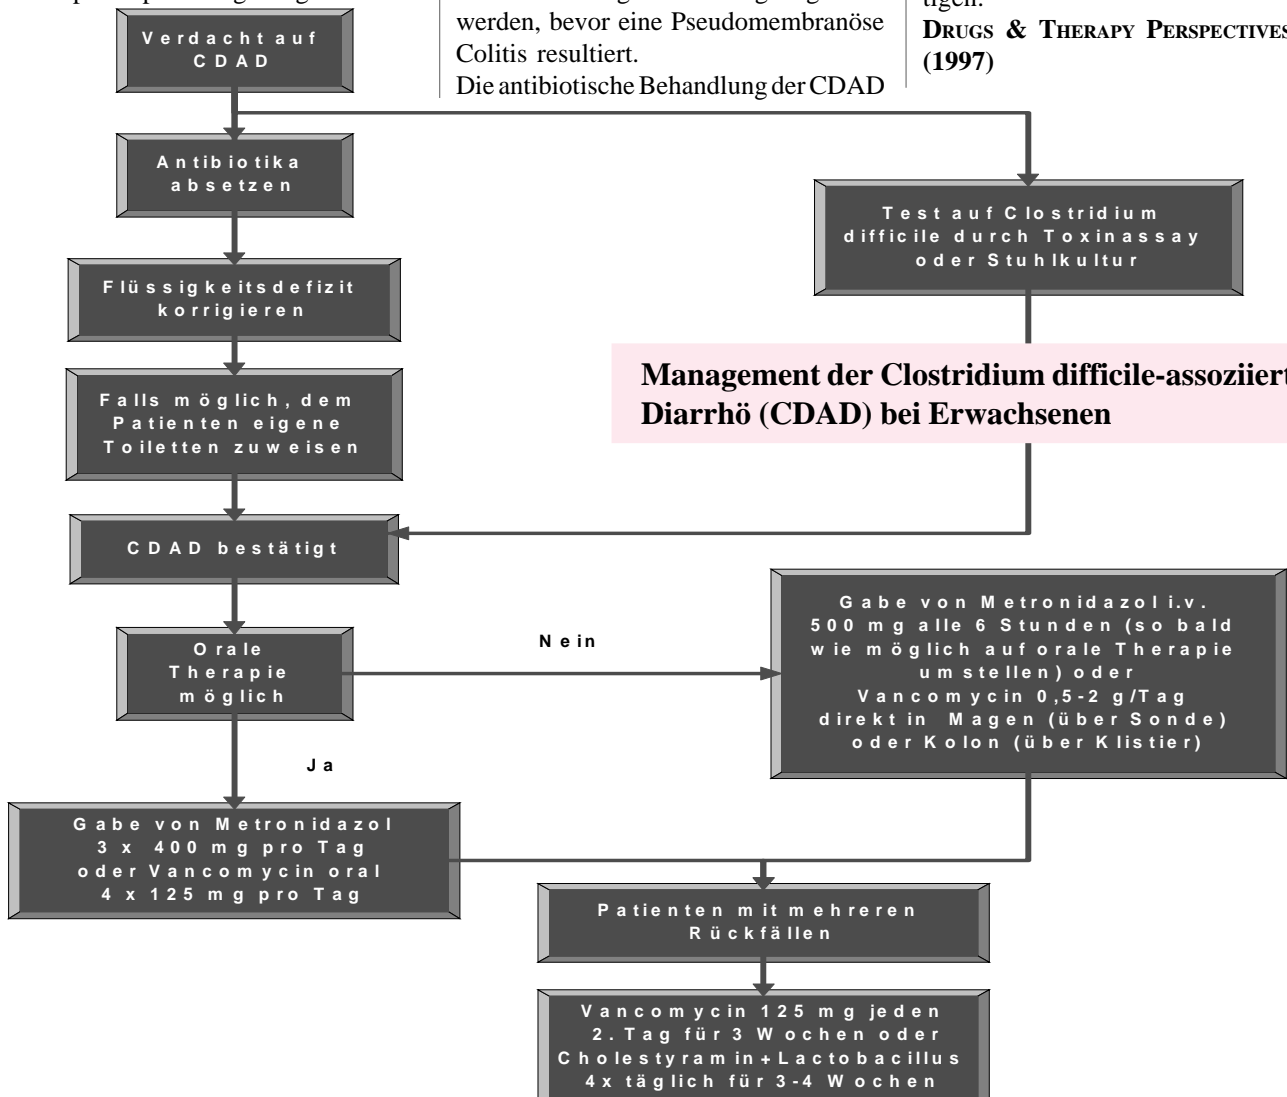 werden, bevor eine Pseudomembranöse
Colitis resultiert.
Die antibiotische Behandlung der CDAD
DRUGS & THERAPY PERSPECTIVES
(1997)
Verdacht auf
CDAD
Antibiotika
absetzen
Test auf Clostridium
difficile durch Toxinassay
oder Stuhlkultur
Flüssigkeitsdefizit
korrigieren
Management der Clostridium difficile-assoziiert
Diarrhö (CDAD) bei Erwachsenen
Falls möglich, dem
Patienten eigene
Toiletten zuweisen
CDAD bestätigt
Orale
Therapie
möglich
Nein
Gabe von Metronidazol i.v.
500 mg alle 6 Stunden (so bald
wie möglich auf orale Therapie
umstellen) oder
Vancomycin 0,5-2 g/Tag
direkt in Magen (über Sonde)
oder Kolon (über Klistier)
Ja
Gabe von Metronidazol
3 x 400 mg pro Tag
oder Vancomycin oral
4 x 125 mg pro Tag
Patienten mit mehreren
Rückfällen
Vancomycin 125 mg jeden
2. Tag für 3 Wochen oder
Cholestyramin+Lactobacillus
4x täglich für 3-4 Wochen